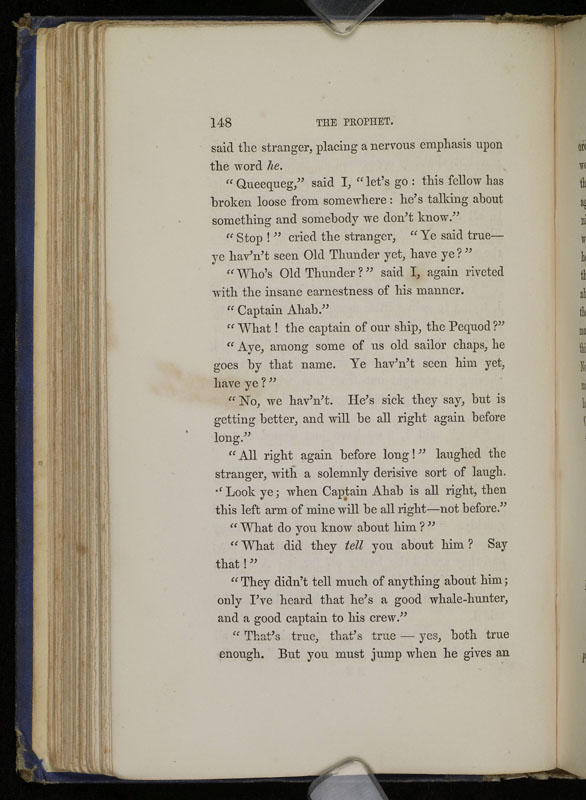 148 THE PROPHET.
said the stranger, placing a nervous emphasis upon
the word he.
“Queequeg,” said I, “let’s go : this fellow has
broken loose from somewhere : he’s talking about
something and somebody we don’t know.”
“Stop ! ” cried the stranger, “Ye said true—
ye hav’n’t seen Old Thunder yet, have ye ? ”
“Who’s Old Thunder ? ” said I, again riveted
with the insane earnestness of his manner.
“Captain Ahab.”
“What ! the captain of our ship, the Pequod ?”
“Aye, among some of us old sailor chaps, he
goes by that name. Ye hav’n’t seen him yet,
have ye ? ”
“No, we hav’n’t. He’s sick they say, but is
getting better, and will be all right again before
long.”
“All right again before long ! ” laughed the
stranger, with a solemnly derisive sort of laugh.
“Look ye ; when Captain Ahab is all right, then
this left arm of mine will be all right—not before.”
“What do you know about him ? ”
“What did they tell you about him ? Say
that ! ”
“They didn’t tell much of anything about him ;
only I’ve heard that he’s a good whale-hunter,
and a good captain to his crew.”
“That’s true, that’s true — yes, both true
enough. But you must jump when he gives an